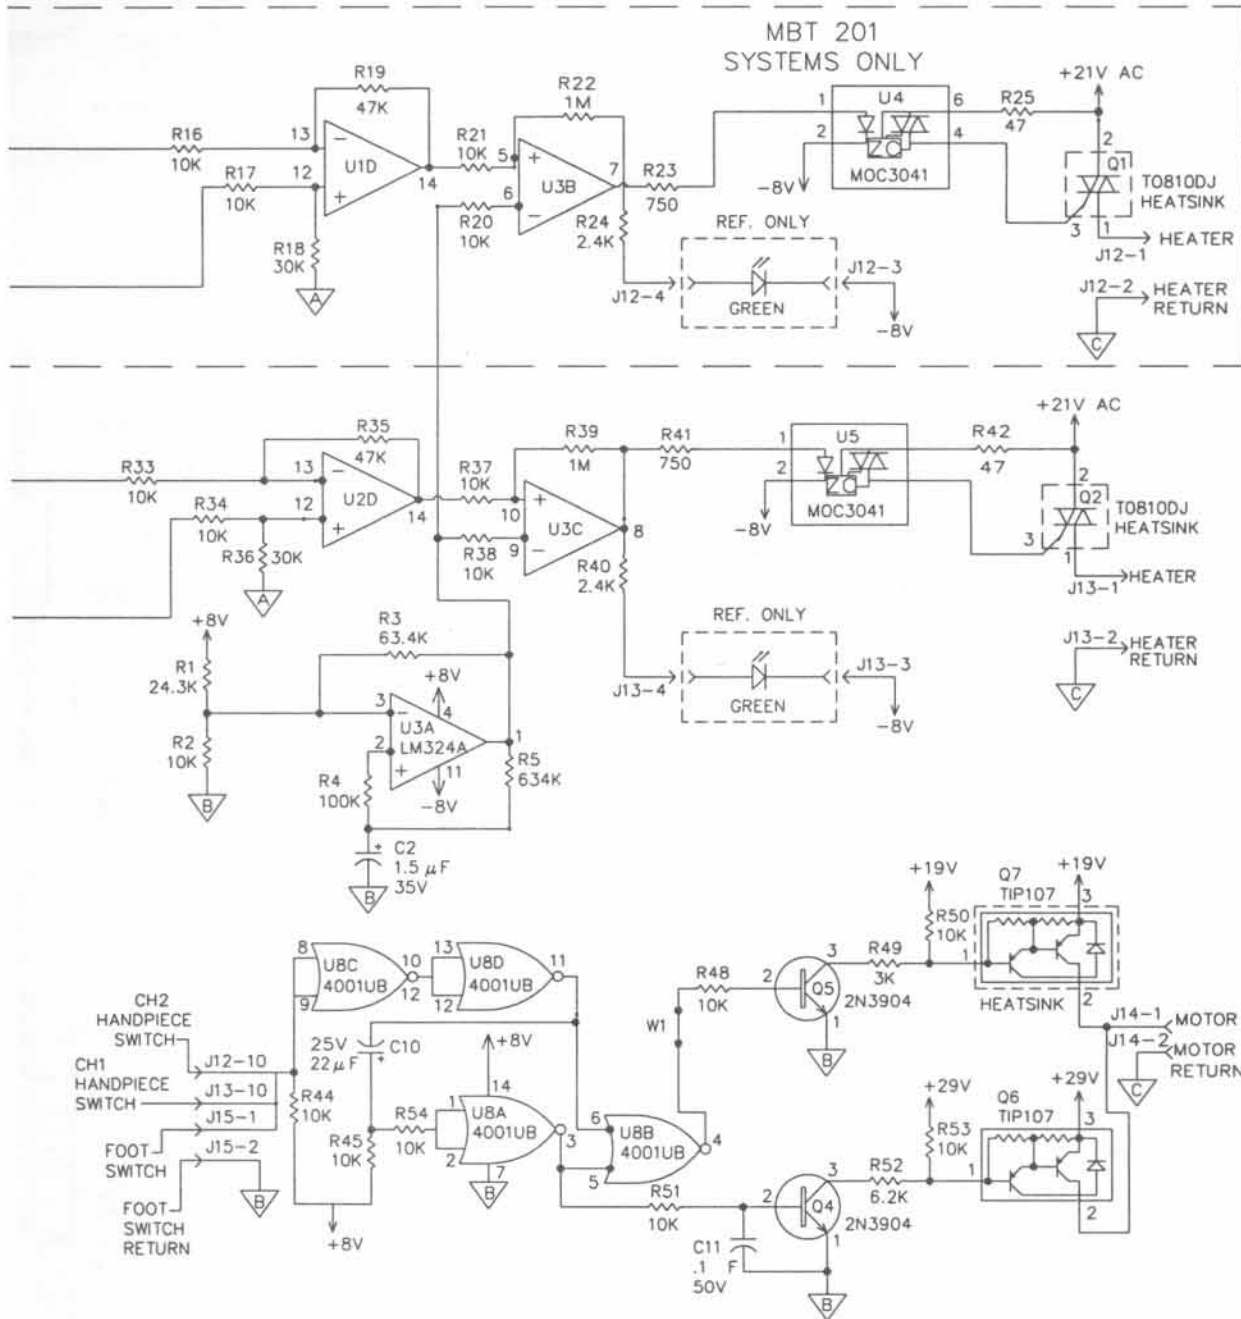 MBT 201
SYSTEMS ONLY
+21V AC
R19
47K
R22
1M
1
U4
6
R25
47
2
4
2
Q1
MOC3041
-8V
T0810DJ
HEATSINK
3
1
HEATER
J12-1
R16
10K
13
-
U1D
12
+
14
R17
10K
R18
30K
A
R21
10K
5
+
U3B
6
-
7
R20
10K
R23
750
R24
2.4K
REF. ONLY
J12-3
J12-4
GREEN
-8V
J12-2
HEATER
RETURN
C
R35
47K
R33
10K
13
-
U2D
12
+
14
R34
10K
R36
30K
A
R37
10K
R39
1M
10
+
U3C
9
-
8
R38
10K
R41
750
1
U5
2
MOC3041
-8V
R42
47
+21V AC
2
Q2
T0810DJ
HEATSINK
3
1
HEATER
J13-1
R40
2.4K
REF. ONLY
J13-3
J13-4
GREEN
-8V
J13-2
HEATER
RETURN
C
+8V
R1
24.3K
R2
10K
B
R3
63.4K
+8V
3
-
4
U3A
LM324A
2
+
11
-8V
1
R4
100K
R5
634K
+
C2
1.5 µF
35V
B
8
U8C
4001UB
9
10
12
13
U8D
4001UB
12
11
CH2
HANDPIECE
SWITCH
J12-10
CH1
HANDPIECE
SWITCH
J13-10
J15-1
FOOT
SWITCH
J15-2
FOOT
SWITCH
RETURN
B
R44
10K
25V
22µF
C10
+
R45
10K
+8V
R54
10K
+8V
14
1
U8A
4001UB
2
3
7
B
6
U8B
4001UB
5
4
W1
R48
10K
2
3
Q5
2N3904
1
B
R49
3K
+19V
R50
10K
Q7
TIP107
+19V
3
1
2
HEATSINK
J14-1
MOTOR
J14-2
MOTOR
RETURN
C
R51
10K
C11
.1 F
50V
2
3
Q4
2N3904
1
B
R52
6.2K
+29V
R53
10K
Q6
TIP107
+29V
3
1
2